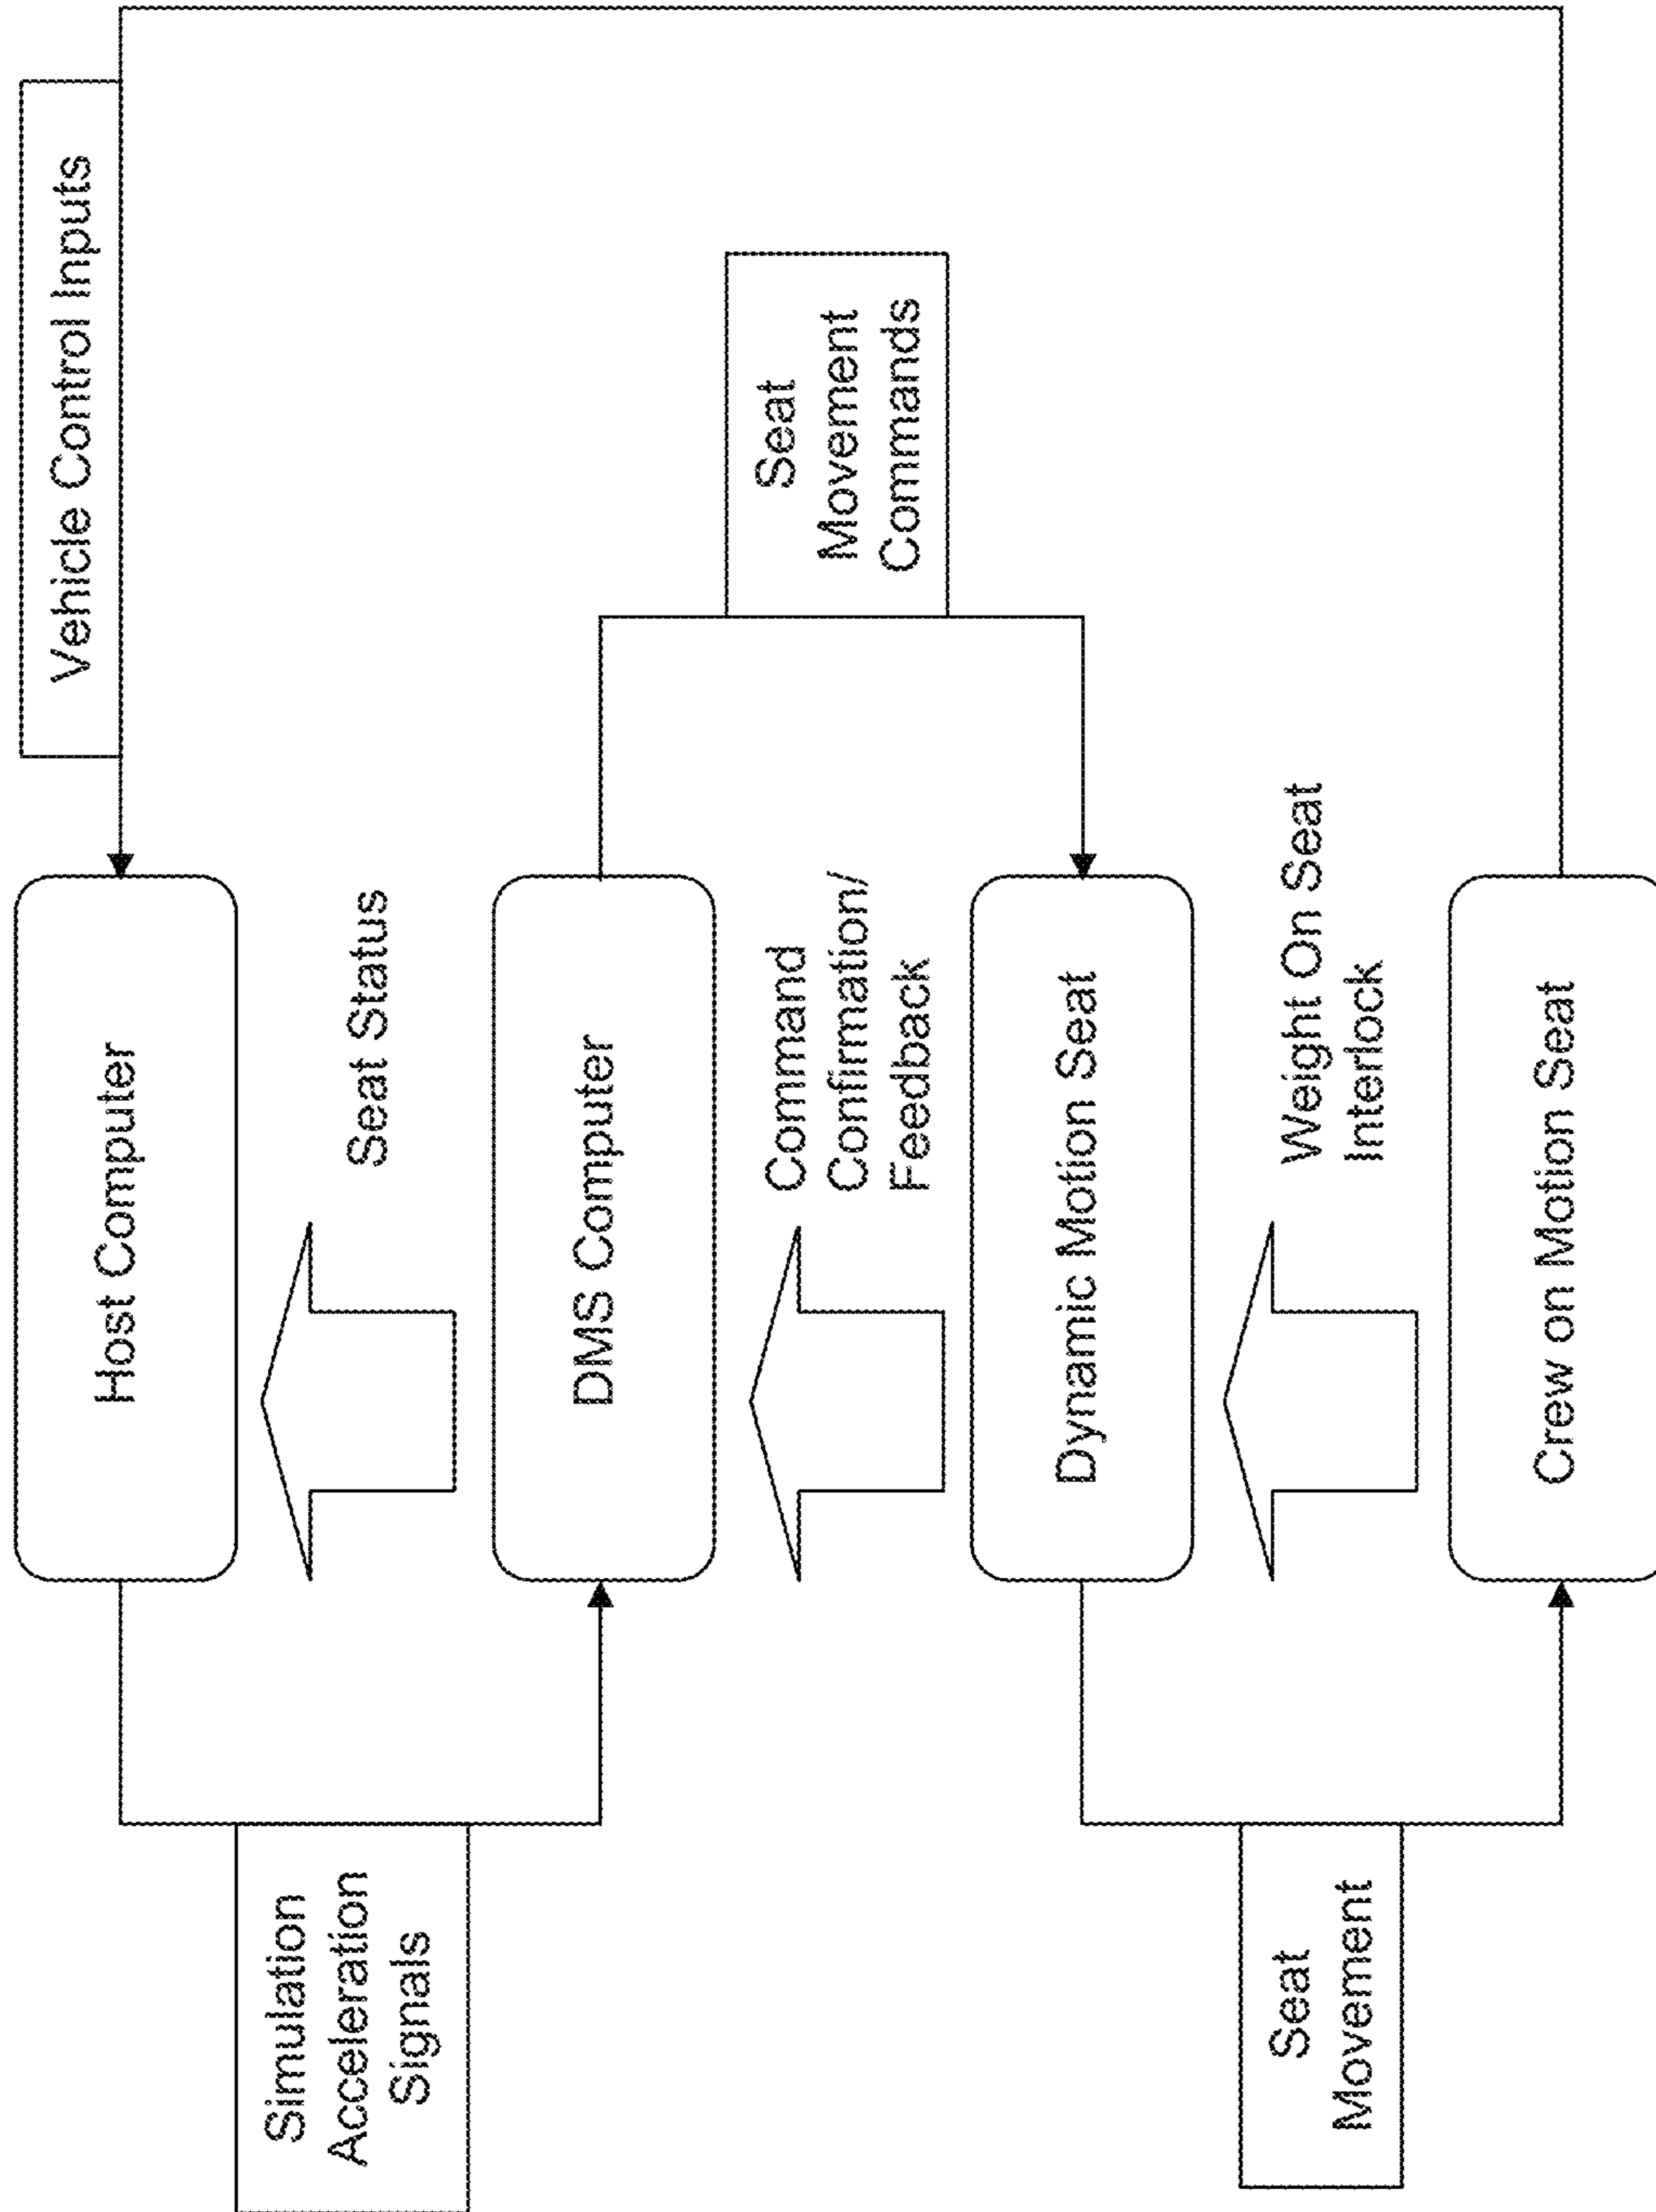 Vehicle Control Inputs
Host Computer
Seat Status
Simulation
Acceleration
Signals
DMS Computer
Seat
Movement
Commands
Command
Confirmation/
Feedback
Dynamic Motion Seat
Weight On Seat
Interlock
Seat
Movement
Crew on Motion Seat